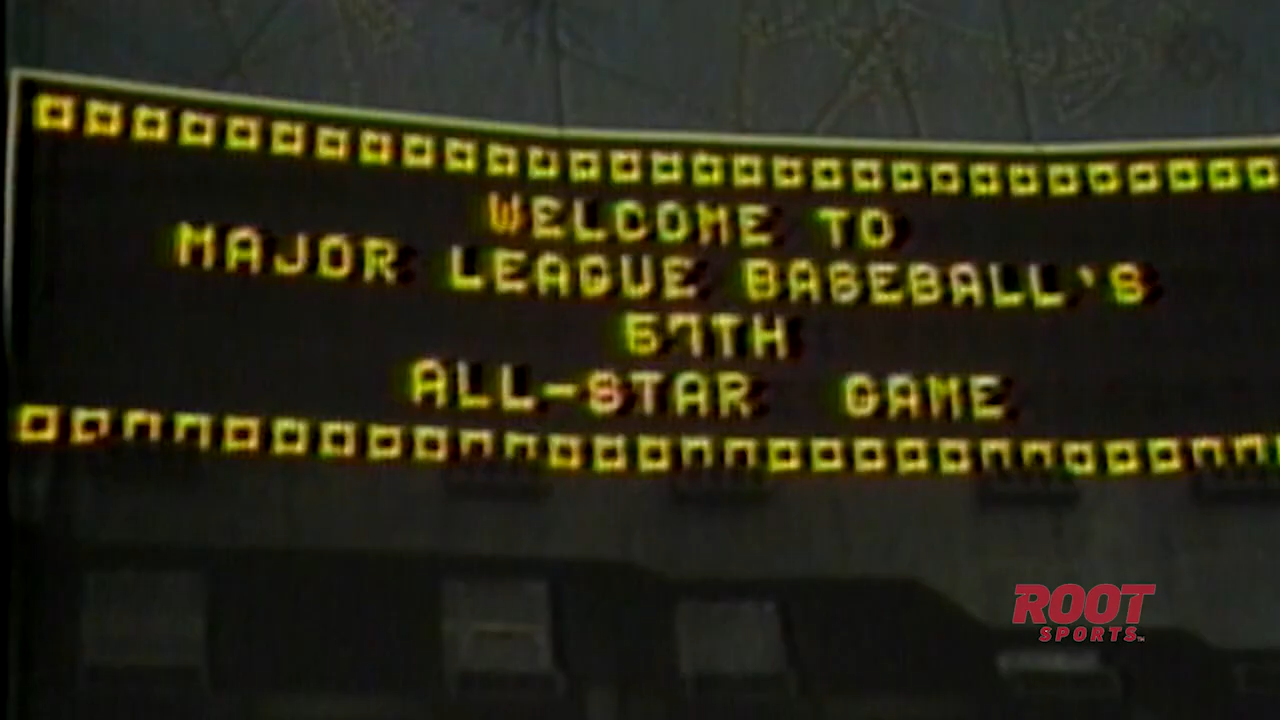 WELCOME TO
MAJOR LEAGUE BASEBALL'S
57TH
ALL-STAR GAME
ROOT
SPORTS